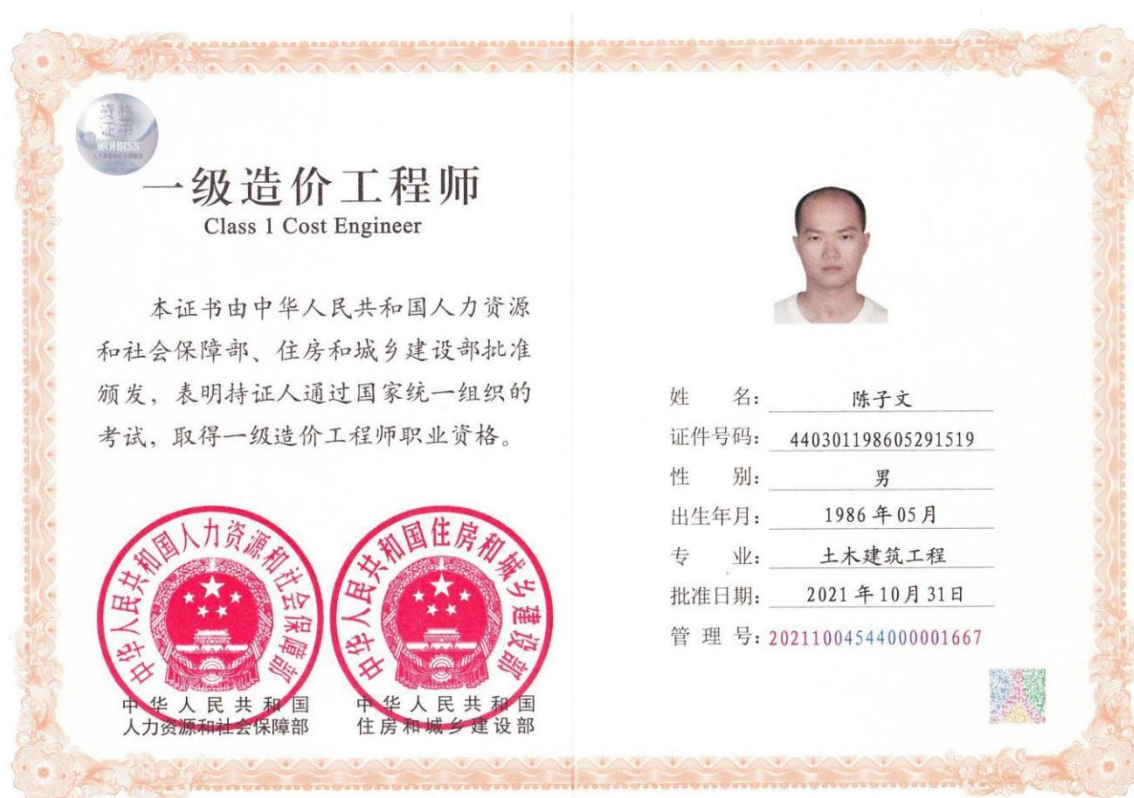 资格
证书
MOHRSS
一级造价工程师
Class 1 Cost Engineer
本证书由中华人民共和国人力资源
和社会保障部、住房和城乡建设部批准
颁发，表明持证人通过国家统一组织的
考试，取得一级造价工程师职业资格。
中华人民共和国人力资源和社会保障部
中华人民共和国住房和城乡建设部
中华人民共和国
人力资源和社会保障部
中华人民共和国
住房和城乡建设部
姓 名： 陈子文
证件号码： 440301198605291519
性 别： 男
出生年月： 1986年05月
专 业： 土木建筑工程
批准日期： 2021年10月31日
管 理 号：20211004544000001667